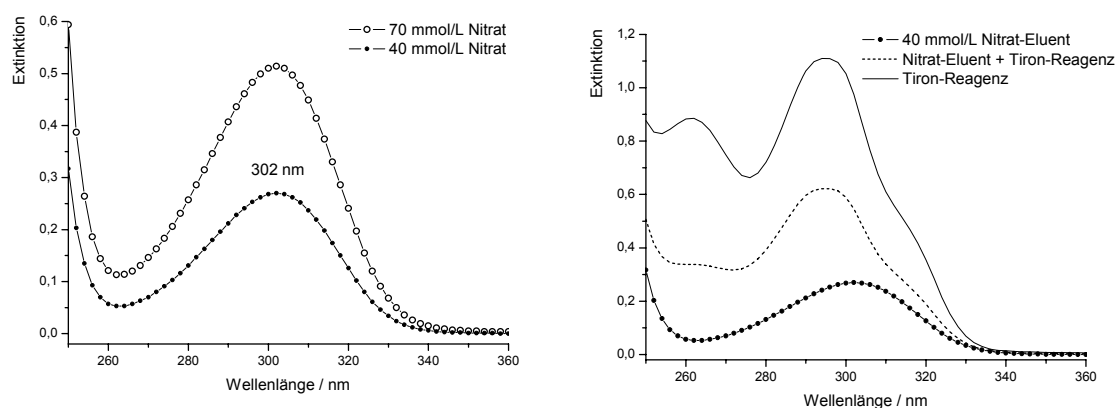 0,6
0,5
0,4
0,3
0,2
0,1
0,0
Extinktion
70 mmol/L Nitrat
40 mmol/L Nitrat
302 nm
260 280 300 320 340 360
Wellenlänge / nm
1,2
1,0
0,8
0,6
0,4
0,2
0,0
Extinktion
40 mmol/L Nitrat-Eluent
Nitrat-Eluent + Tiron-Reagenz
Tiron-Reagenz
260 280 300 320 340 360
Wellenlänge / nm